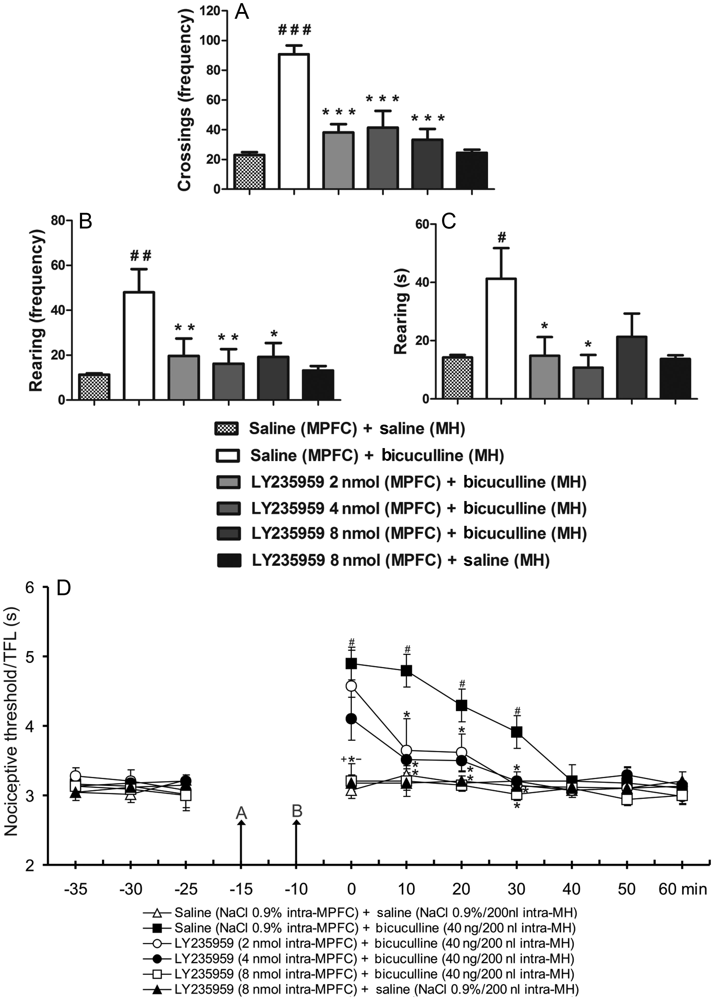 A
Crossings (frequency)
120
100
80
60
40
20
0
# # #
* * *
* * *
* * *
B
Rearing (frequency)
80
60
40
20
0
# #
* *
* *
*
C
Rearing (s)
60
40
20
0
#
*
*
Saline (MPFC) + saline (MH)
Saline (MPFC) + bicuculline (MH)
LY235959 2 nmol (MPFC) + bicuculline (MH)
LY235959 4 nmol (MPFC) + bicuculline (MH)
LY235959 8 nmol (MPFC) + bicuculline (MH)
LY235959 8 nmol (MPFC) + saline (MH)
D
Nociceptive threshold/TFL (s)
6
5
4
3
2
#
#
#
#
*
*
+*−
*
*
*
*
*
*
*
A
B
-35 -30 -25 -15 -10 0 10 20 30 40 50 60 min
Saline (NaCl 0.9% intra-MPFC) + saline (NaCl 0.9%/200nl intra-MH)
Saline (NaCl 0.9% intra-MPFC) + bicuculline (40 ng/200 nl intra-MH)
LY235959 (2 nmol intra-MPFC) + bicuculline (40 ng/200 nl intra-MH)
LY235959 (4 nmol intra-MPFC) + bicuculline (40 ng/200 nl intra-MH)
LY235959 (8 nmol intra-MPFC) + bicuculline (40 ng/200 nl intra-MH)
LY235959 (8 nmol intra-MPFC) + saline (NaCl 0.9%/200 nl intra-MH)